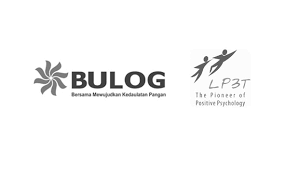 BULOG
Bersama Mewujudkan Kedaulatan Pangan
LP3T
The Pioneer of
Positive Psychology